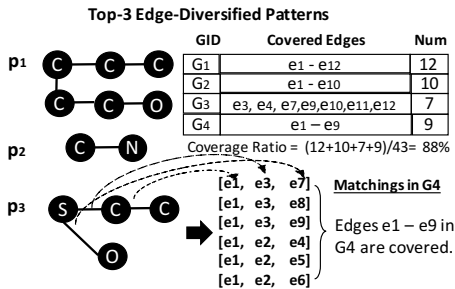 Top-3 Edge-Diversified Patterns
p1
C C C
C C O
p2
C N
p3
S C C
O
GID Covered Edges Num
G1 e1 - e12 12
G2 e1 - e10 10
G3 e3, e4, e7,e9,e10,e11,e12 7
G4 e1 – e9 9
Coverage Ratio = (12+10+7+9)/43= 88%
[e1, e3, e7]
[e1, e3, e8]
[e1, e3, e9]
[e1, e2, e4]
[e1, e2, e5]
[e1, e2, e6]
Matchings in G4
Edges e1 – e9 in
G4 are covered.